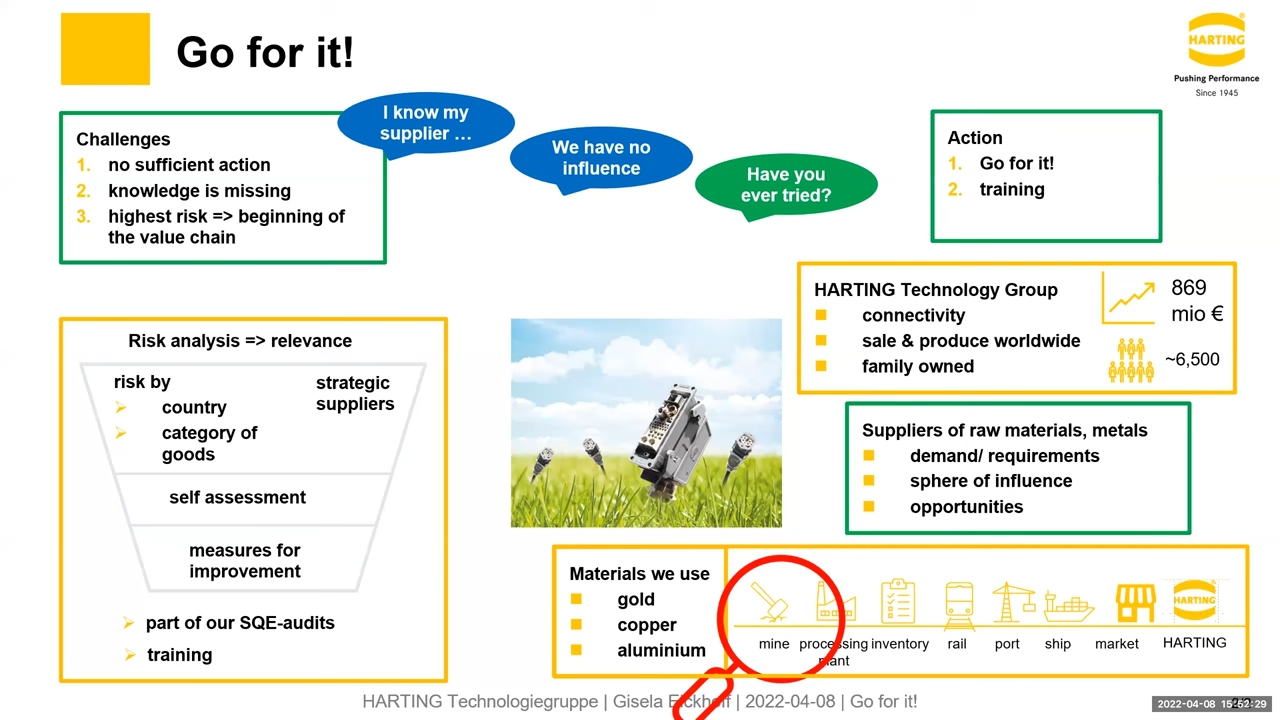 Go for it!
HARTING
Pushing Performance
Since 1945
Challenges
1. no sufficient action
2. knowledge is missing
3. highest risk => beginning of
the value chain
I know my
supplier …
We have no
influence
Have you
ever tried?
Action
1. Go for it!
2. training
HARTING Technology Group
connectivity
sale & produce worldwide
family owned
869
mio €
~6,500
Risk analysis => relevance
risk by
country
category of
goods
strategic
suppliers
self assessment
measures for
improvement
part of our SQE-audits
training
Suppliers of raw materials, metals
demand/ requirements
sphere of influence
opportunities
Materials we use
gold
copper
aluminium
HARTING
mine processing inventory rail port ship market HARTING
plant
HARTING Technologiegruppe | Gisela Eickhoff | 2022-04-08 | Go for it!
2022-04-08 15:52:29